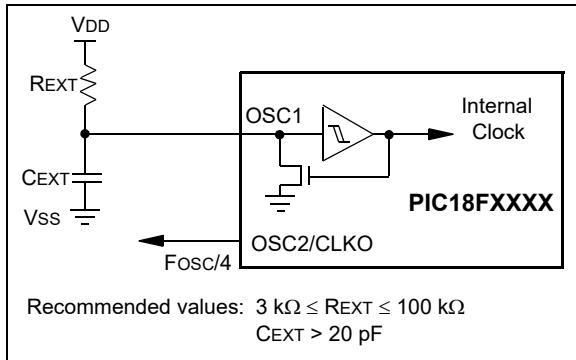 VDD
REXT
OSC1
Internal
Clock
CEXT
PIC18FXXXX
VSS
OSC2/CLKO
FOSC/4
Recommended values: 3 kΩ ≤ REXT ≤ 100 kΩ
CEXT > 20 pF